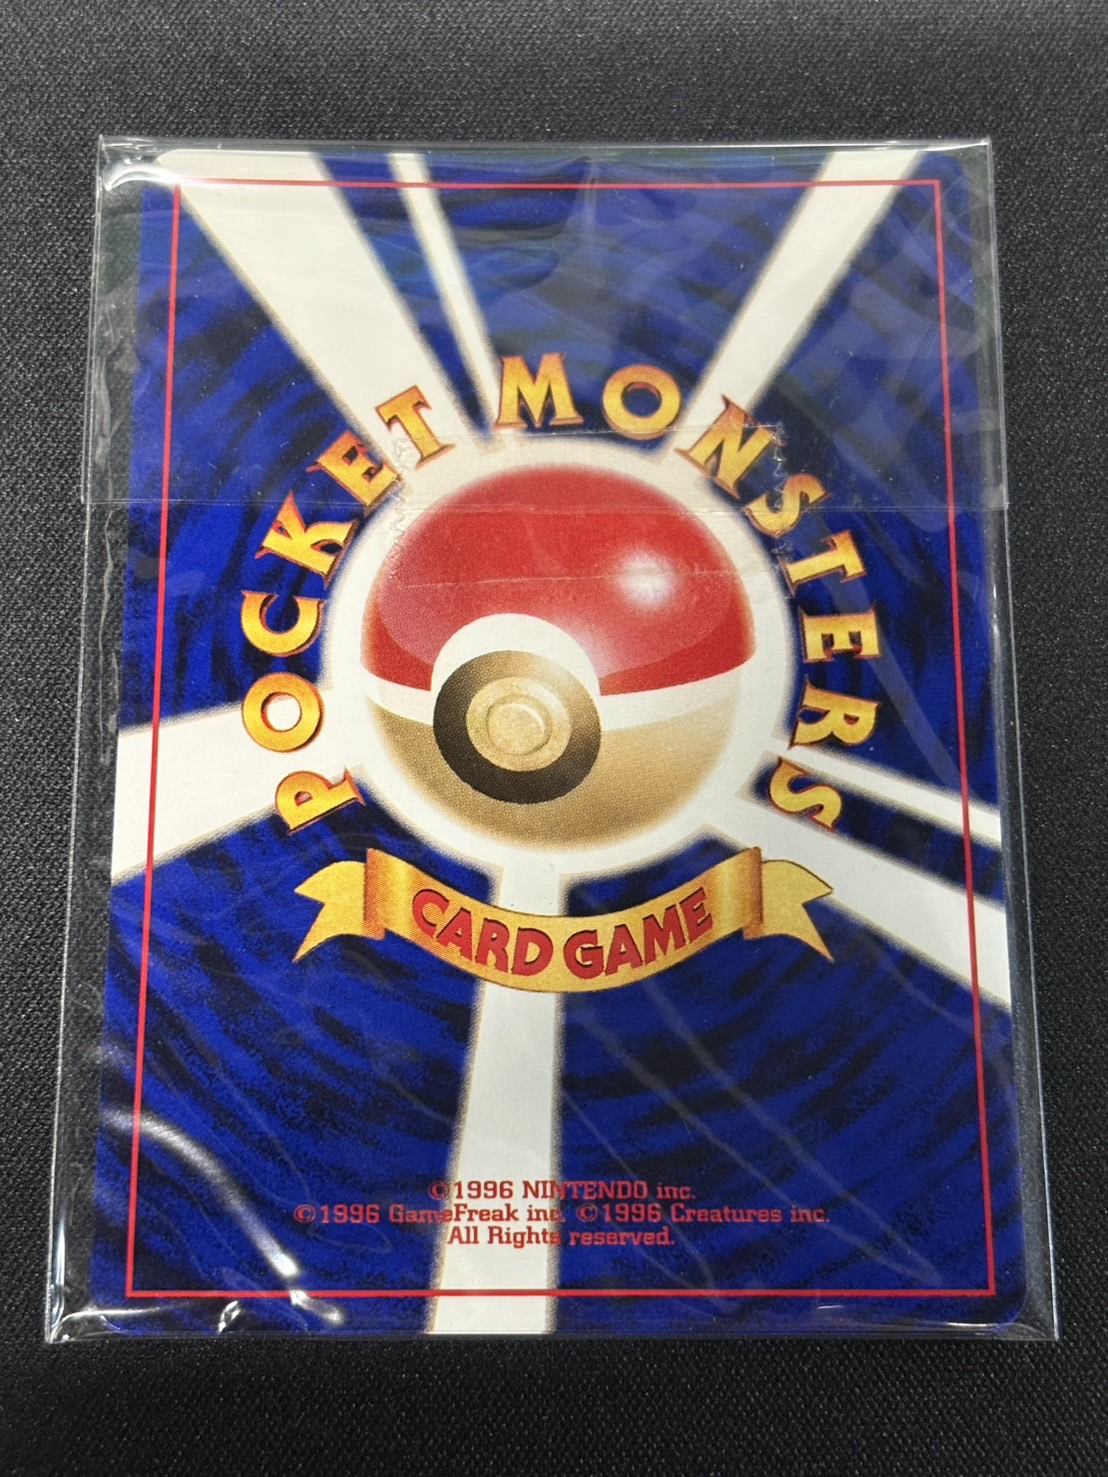 POCKET MONSTERS
CARD GAME
©1996 NINTENDO inc.
©1996 GameFreak inc. ©1996 Creatures inc.
All Rights reserved.